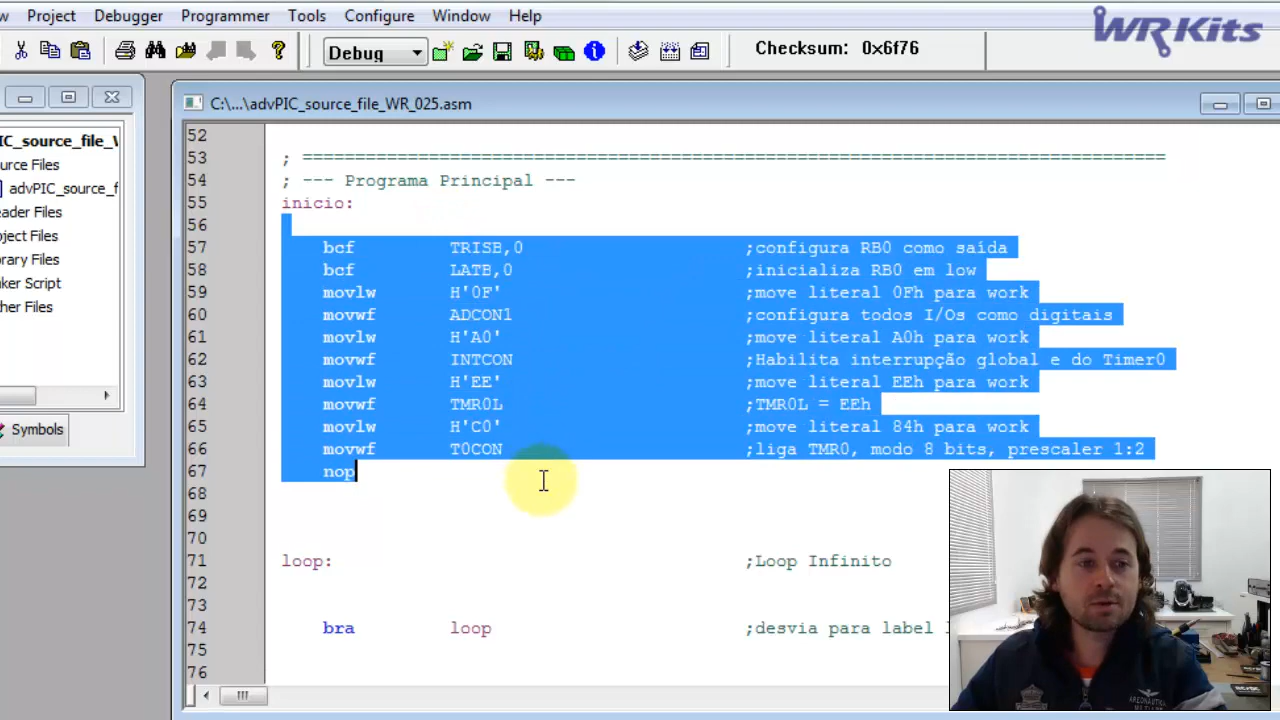 Project Debugger Programmer Tools Configure Window Help
WR Kits
Debug
Checksum: 0x6f76
C:\...\advPIC_source_file_WR_025.asm
IC_source_file_
urce Files
advPIC_source_f
eader Files
ject Files
rary Files
ker Script
her Files
Symbols
52
53 ; ==================================================================================
54 ; --- Programa Principal ---
55 inicio:
56
57 bcf TRISB,0 ;configura RB0 como saída
58 bcf LATB,0 ;inicializa RB0 em low
59 movlw H'0F' ;move literal 0Fh para work
60 movwf ADCON1 ;configura todos I/Os como digitais
61 movlw H'A0' ;move literal A0h para work
62 movwf INTCON ;Habilita interrupção global e do Timer0
63 movlw H'EE' ;move literal EEh para work
64 movwf TMR0L ;TMR0L = EEh
65 movlw H'C0' ;move literal 84h para work
66 movwf T0CON ;liga TMR0, modo 8 bits, prescaler 1:2
67 nop
68
69
70
71 loop: ;Loop Infinito
72
73
74 bra loop ;desvia para label
75
76